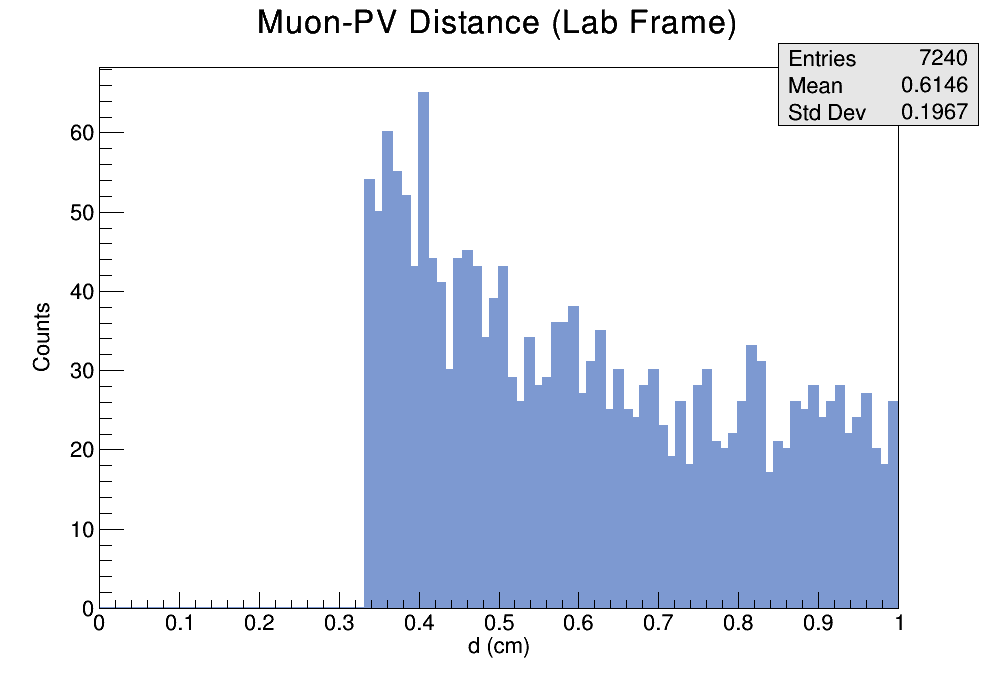 Muon-PV Distance (Lab Frame)
Entries 7240
Mean 0.6146
Std Dev 0.1967
60
50
40
30
20
10
0
Counts
0 0.1 0.2 0.3 0.4 0.5 0.6 0.7 0.8 0.9 1
d (cm)